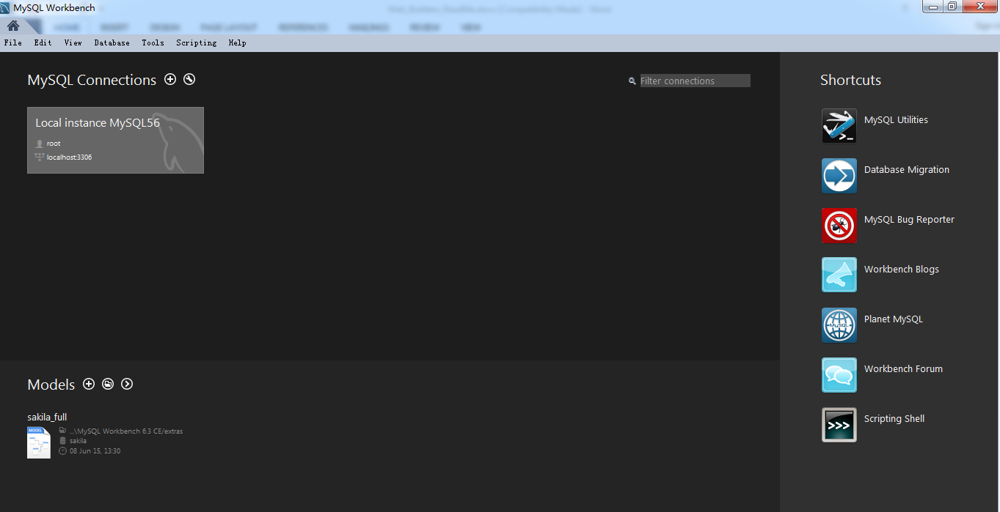 MySQL Workbench
File Edit View Database Tools Scripting Help
MySQL Connections
Filter connections
Local instance MySQL56
root
localhost:3306
Shortcuts
MySQL Utilities
Database Migration
MySQL Bug Reporter
Workbench Blogs
MySQL
Planet MySQL
Workbench Forum
>>>
Scripting Shell
Models
sakila_full
MODEL
...\MySQL Workbench 6.3 CE/extras
sakila
08 Jun 15, 13:30